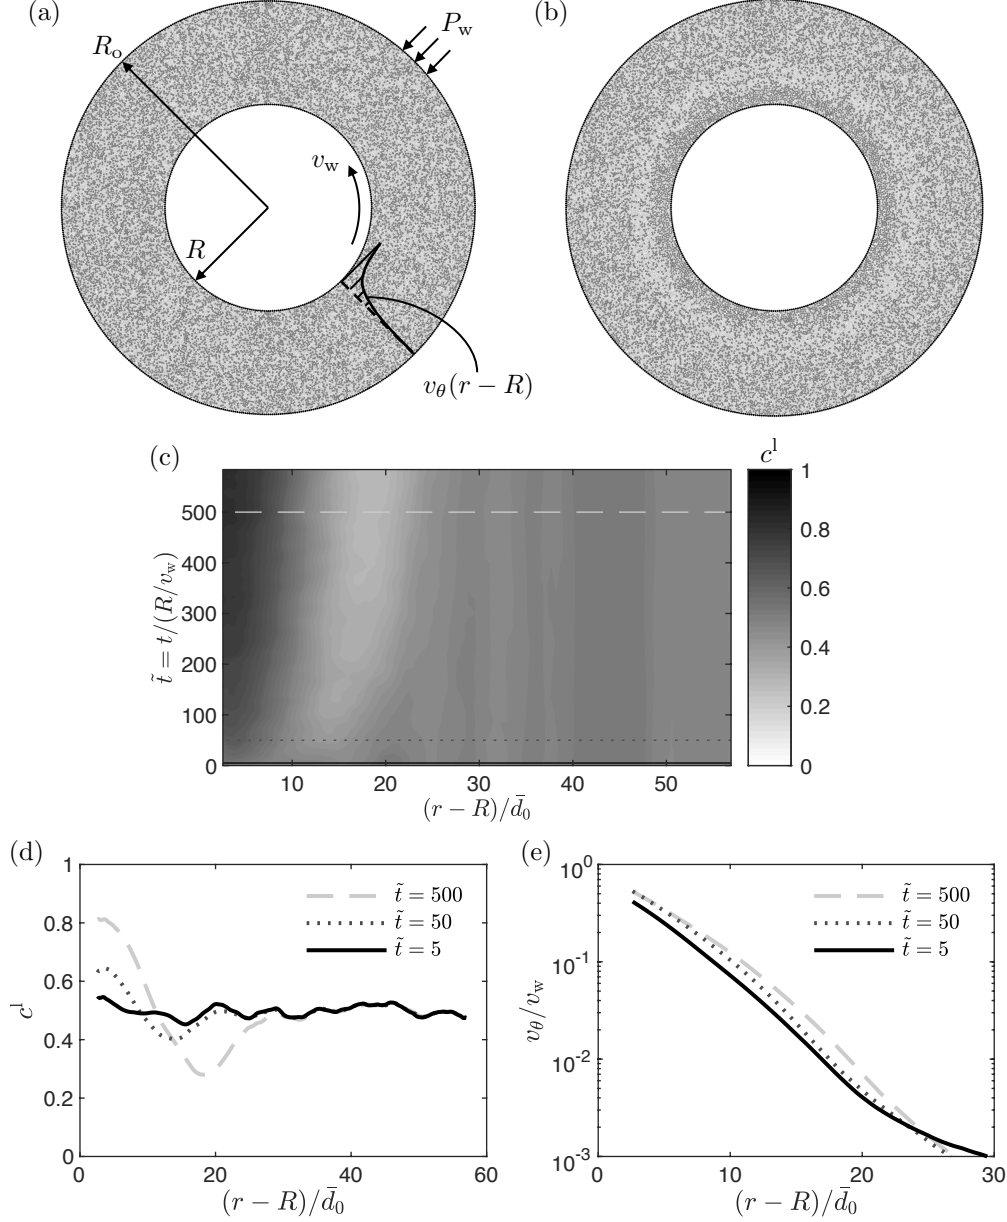 (a)
(b)
R_o
P_w
v_w
R
v_θ(r − R)
(c)
c^l
t̃ = t/(R/v_w)
500
400
300
200
100
0
10
20
30
40
50
(r − R)/d̄_0
1
0.8
0.6
0.4
0.2
0
(d)
c^l
1
0.8
0.6
0.4
0.2
0
0
20
40
60
(r − R)/d̄_0
t̃ = 500
t̃ = 50
t̃ = 5
(e)
v_θ/v_w
10^0
10^-1
10^-2
10^-3
0
10
20
30
(r − R)/d̄_0
t̃ = 500
t̃ = 50
t̃ = 5